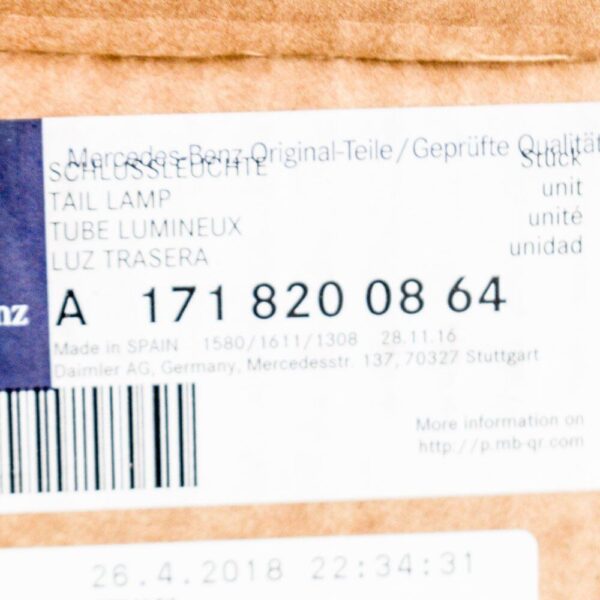 Mercedes-Benz Original-Teile/Geprüfte Qualität
SCHLUSSLEUCHTE Stück
TAIL LAMP unit
TUBE LUMINEUX unité
LUZ TRASERA unidad
nz
A 171 820 08 64
Made in SPAIN 1580/1611/1308 28.11.16
Daimler AG, Germany, Mercedesstr. 137, 70327 Stuttgart
More information on
http://p.mb-qr.com
26.4.2018 22:34:31